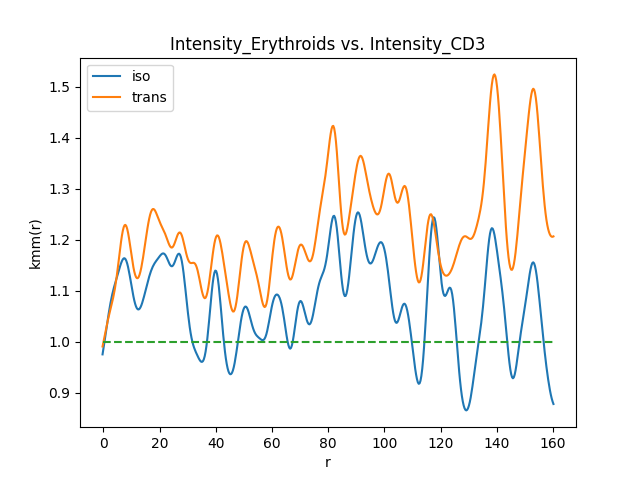 Intensity_Erythroids vs. Intensity_CD3
iso
trans
kmm(r)
1.5
1.4
1.3
1.2
1.1
1.0
0.9
0 20 40 60 80 100 120 140 160
r